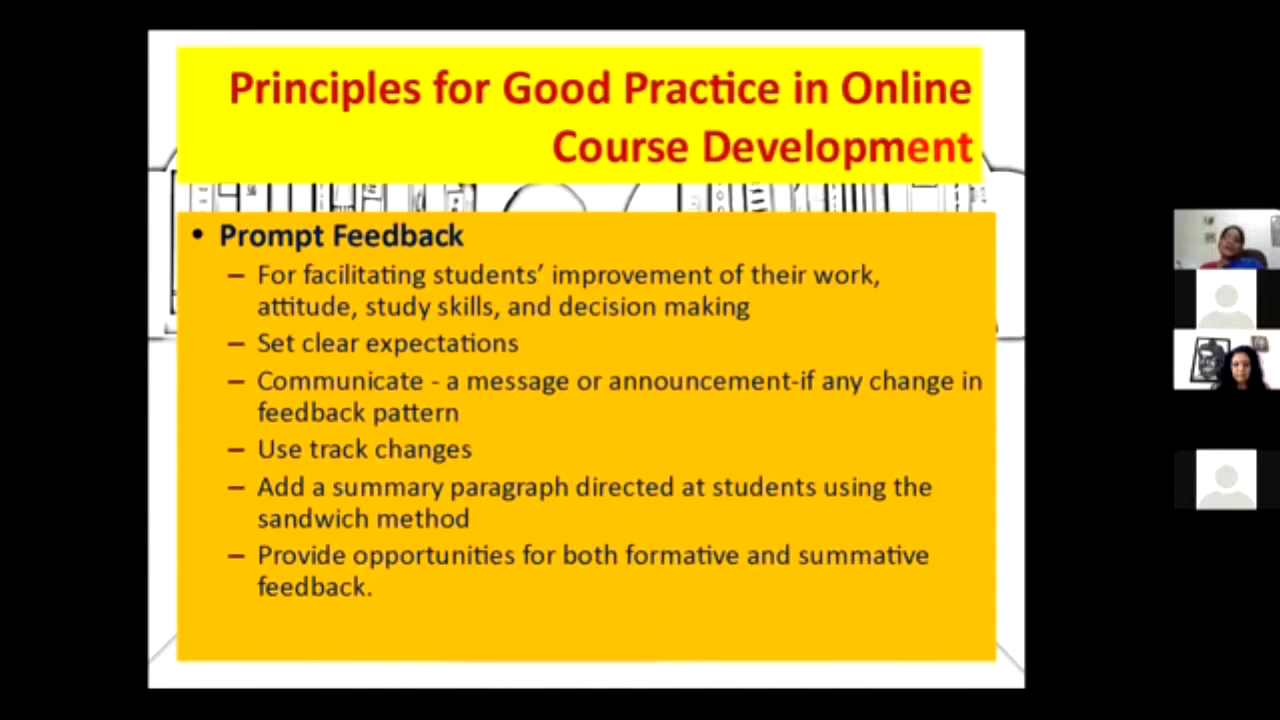 Principles for Good Practice in Online
Course Development
• Prompt Feedback
– For facilitating students’ improvement of their work,
attitude, study skills, and decision making
– Set clear expectations
– Communicate - a message or announcement-if any change in
feedback pattern
– Use track changes
– Add a summary paragraph directed at students using the
sandwich method
– Provide opportunities for both formative and summative
feedback.